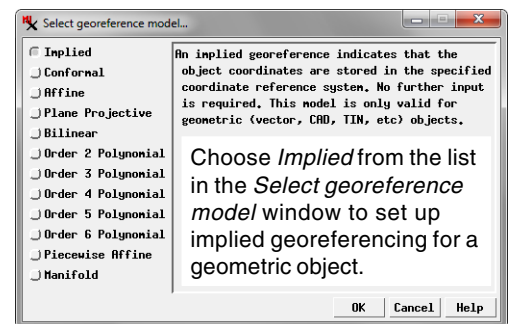 Select georeference model...
Implied
Conformal
Affine
Plane Projective
Bilinear
Order 2 Polynomial
Order 3 Polynomial
Order 4 Polynomial
Order 5 Polynomial
Order 6 Polynomial
Piecewise Affine
Manifold
An implied georeference indicates that the
object coordinates are stored in the specified
coordinate reference system. No further input
is required. This model is only valid for
geometric (vector, CAD, TIN, etc) objects.
Choose Implied from the list
in the Select georeference
model window to set up
implied georeferencing for a
geometric object.
OK Cancel Help